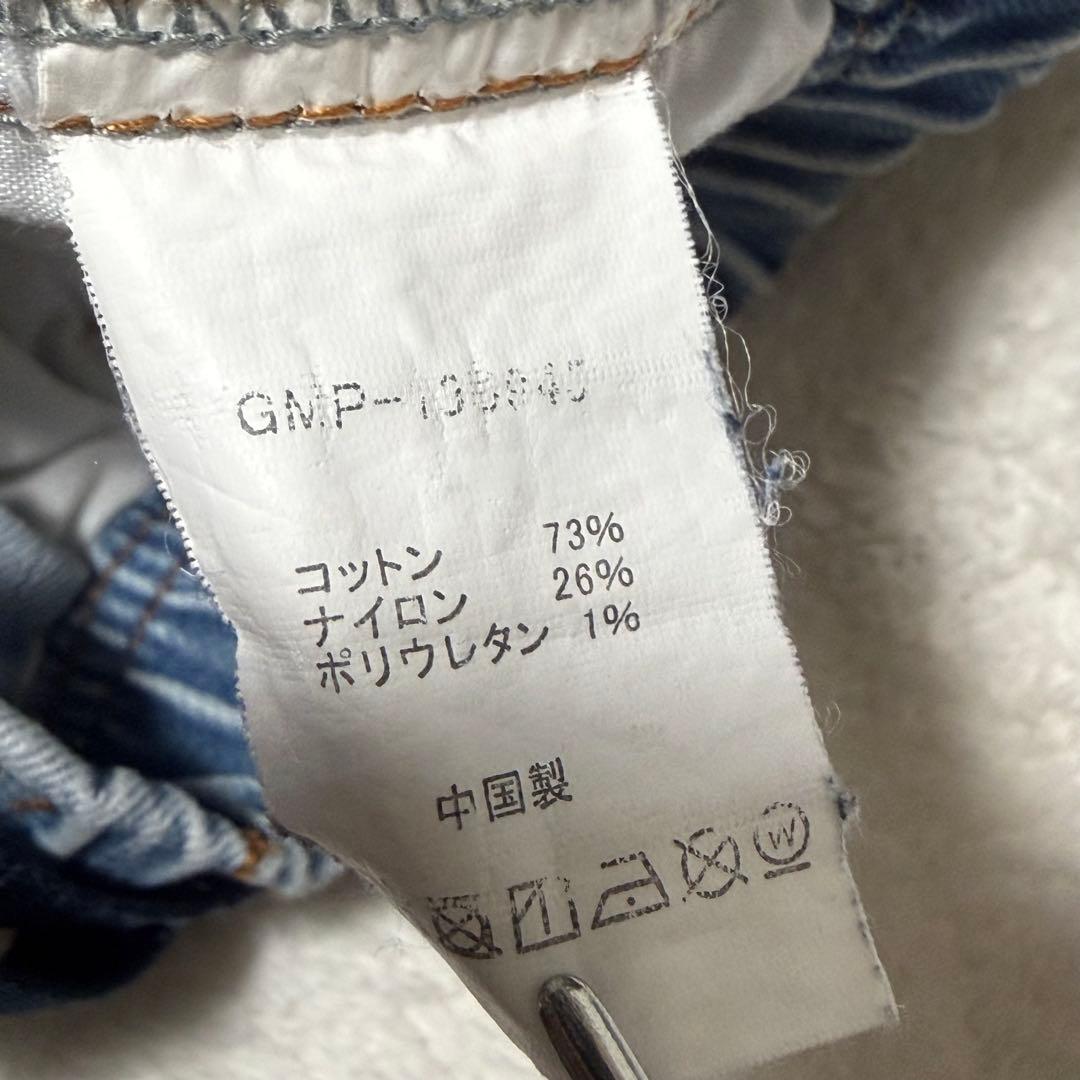 コットン 73%
ナイロン 26%
ポリウレタン 1%
中国製
W